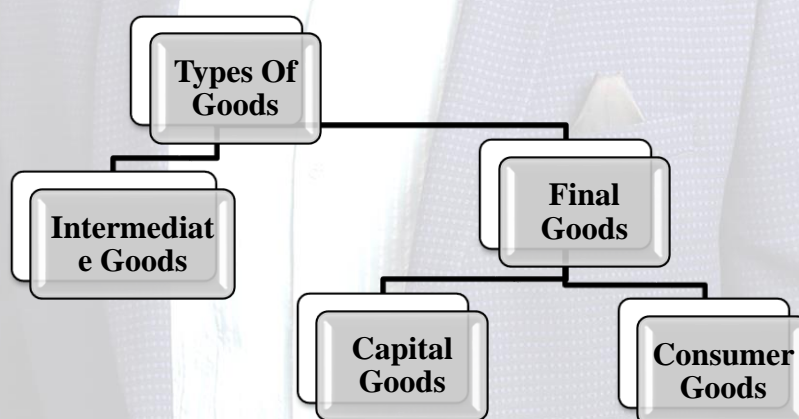 Types Of
Goods
Intermediat
e Goods
Final
Goods
Capital
Goods
Consumer
Goods